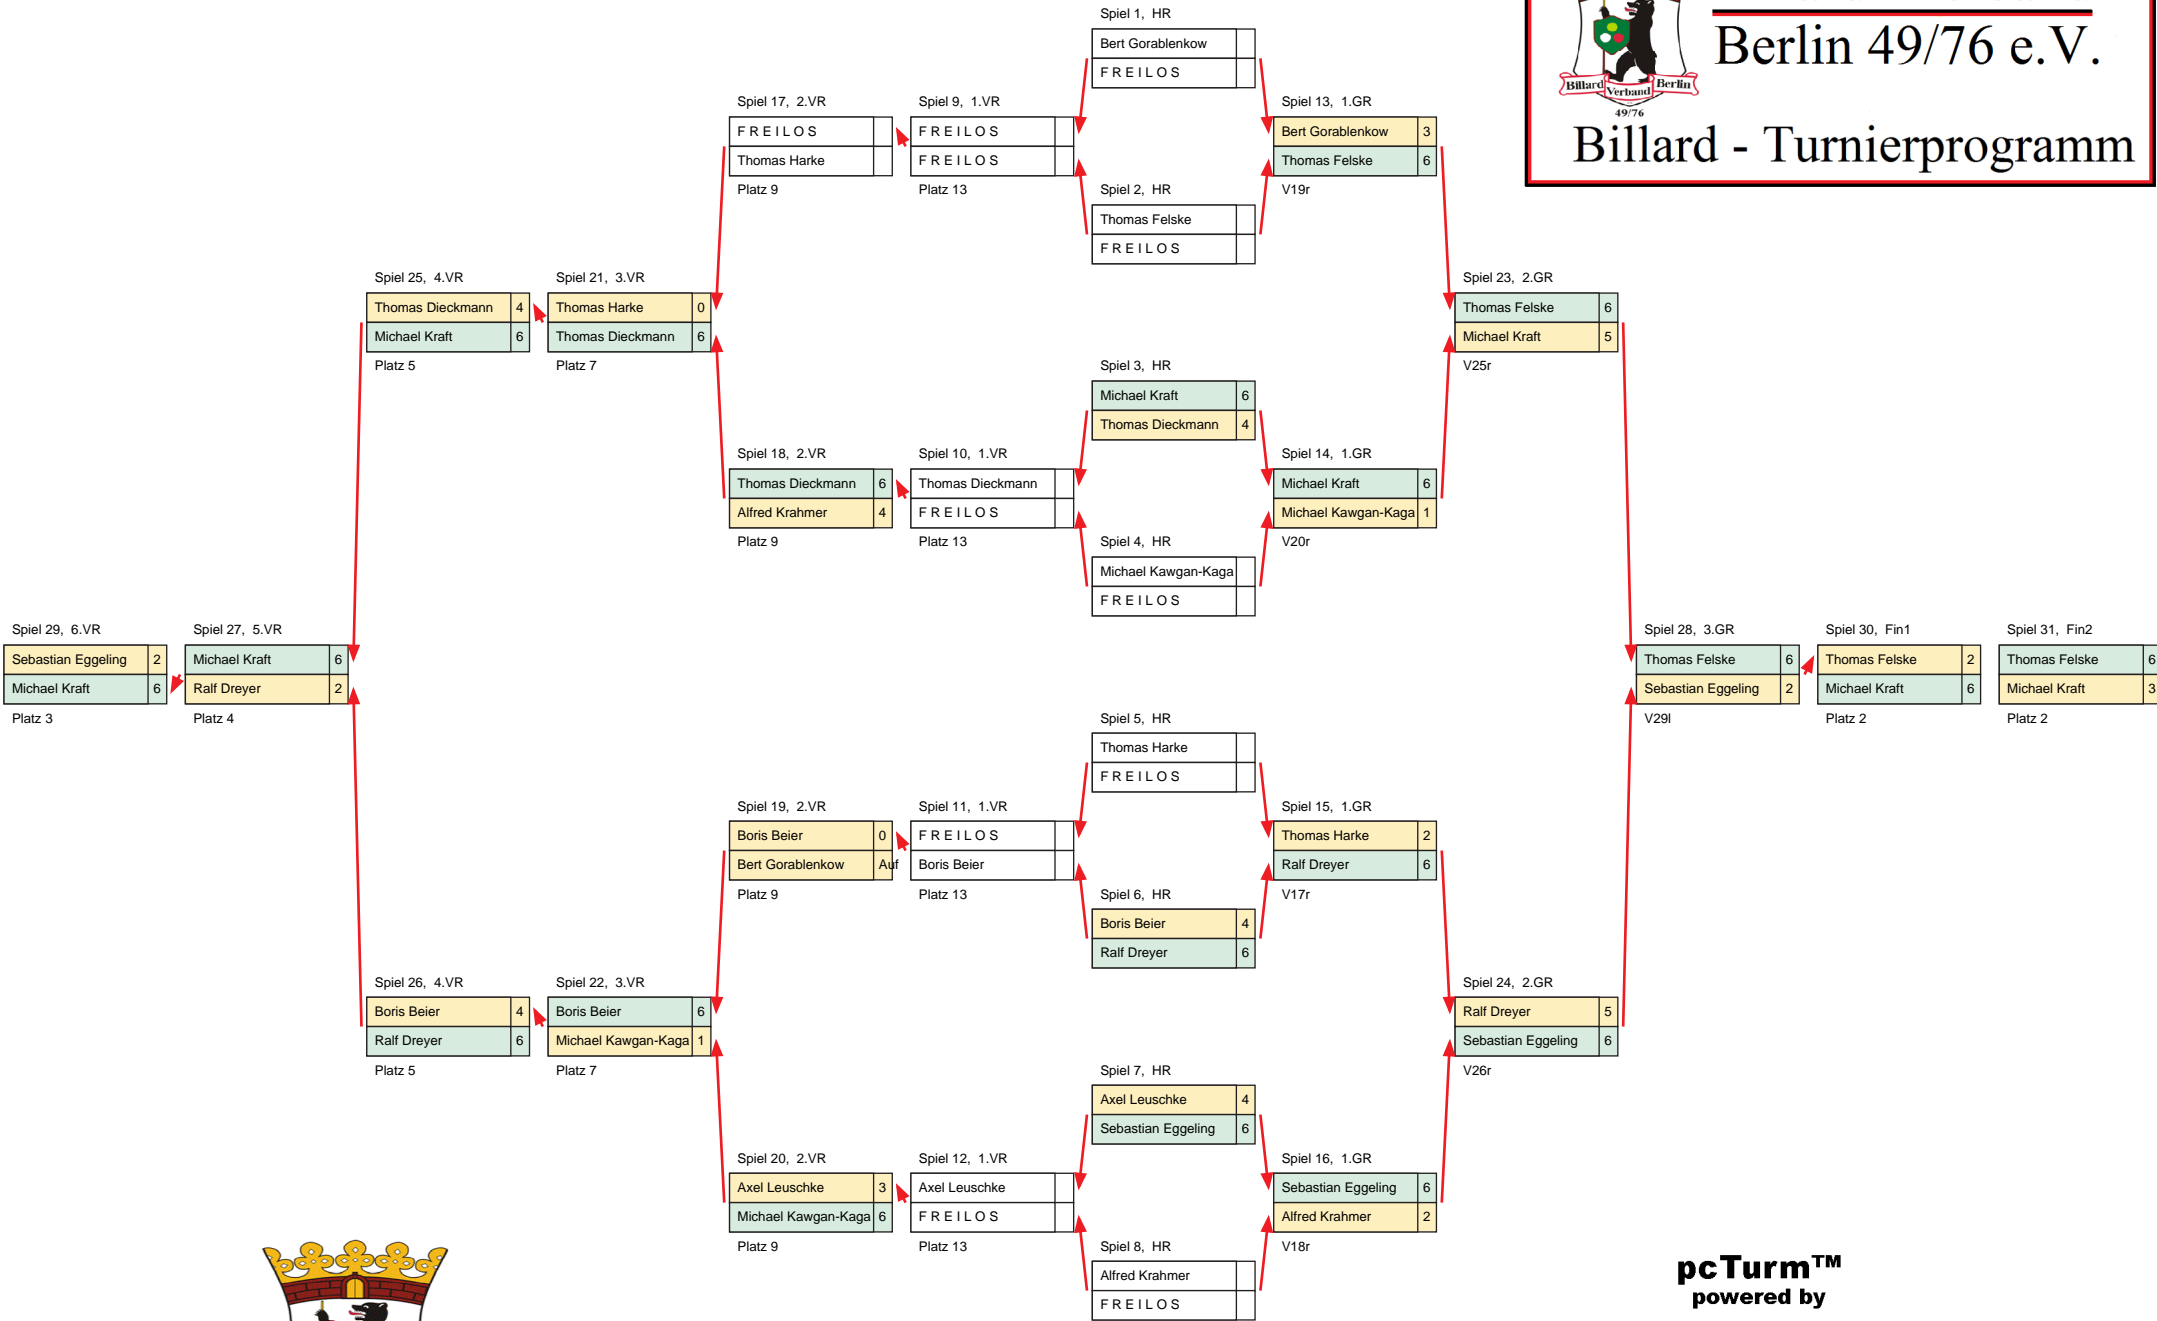 Berlin 49/76 e.V.
Billard Verband Berlin
49/76
Billard - Turnierprogramm
Spiel 29, 6.VR
Sebastian Eggeling 2
Michael Kraft 6
Platz 3
Spiel 27, 5.VR
Michael Kraft 6
Ralf Dreyer 2
Platz 4
Spiel 25, 4.VR
Thomas Dieckmann 4
Michael Kraft 6
Platz 5
Spiel 26, 4.VR
Boris Beier 4
Ralf Dreyer 6
Platz 5
Spiel 21, 3.VR
Thomas Harke 0
Thomas Dieckmann 6
Platz 7
Spiel 22, 3.VR
Boris Beier 6
Michael Kawgan-Kaga 1
Platz 7
Spiel 17, 2.VR
F R E I L O S
Thomas Harke
Platz 9
Spiel 18, 2.VR
Thomas Dieckmann 6
Alfred Krahmer 4
Platz 9
Spiel 19, 2.VR
Boris Beier 0
Bert Gorablenkow Auf
Platz 9
Spiel 20, 2.VR
Axel Leuschke 3
Michael Kawgan-Kaga 6
Platz 9
Spiel 9, 1.VR
F R E I L O S
F R E I L O S
Platz 13
Spiel 10, 1.VR
Thomas Dieckmann
F R E I L O S
Platz 13
Spiel 11, 1.VR
F R E I L O S
Boris Beier
Platz 13
Spiel 12, 1.VR
Axel Leuschke
F R E I L O S
Platz 13
Spiel 1, HR
Bert Gorablenkow
F R E I L O S
Spiel 2, HR
Thomas Felske
F R E I L O S
Spiel 3, HR
Michael Kraft 6
Thomas Dieckmann 4
Spiel 4, HR
Michael Kawgan-Kaga
F R E I L O S
Spiel 5, HR
Thomas Harke
F R E I L O S
Spiel 6, HR
Boris Beier 4
Ralf Dreyer 6
Spiel 7, HR
Axel Leuschke 4
Sebastian Eggeling 6
Spiel 8, HR
Alfred Krahmer
F R E I L O S
Spiel 13, 1.GR
Bert Gorablenkow 3
Thomas Felske 6
V19r
Spiel 14, 1.GR
Michael Kraft 6
Michael Kawgan-Kaga 1
V20r
Spiel 15, 1.GR
Thomas Harke 2
Ralf Dreyer 6
V17r
Spiel 16, 1.GR
Sebastian Eggeling 6
Alfred Krahmer 2
V18r
Spiel 23, 2.GR
Thomas Felske 6
Michael Kraft 5
V25r
Spiel 24, 2.GR
Ralf Dreyer 5
Sebastian Eggeling 6
V26r
Spiel 28, 3.GR
Thomas Felske 6
Sebastian Eggeling 2
V29l
Spiel 30, Fin1
Thomas Felske 2
Michael Kraft 6
Platz 2
Spiel 31, Fin2
Thomas Felske 6
Michael Kraft 3
Platz 2
pcTurm™
powered by